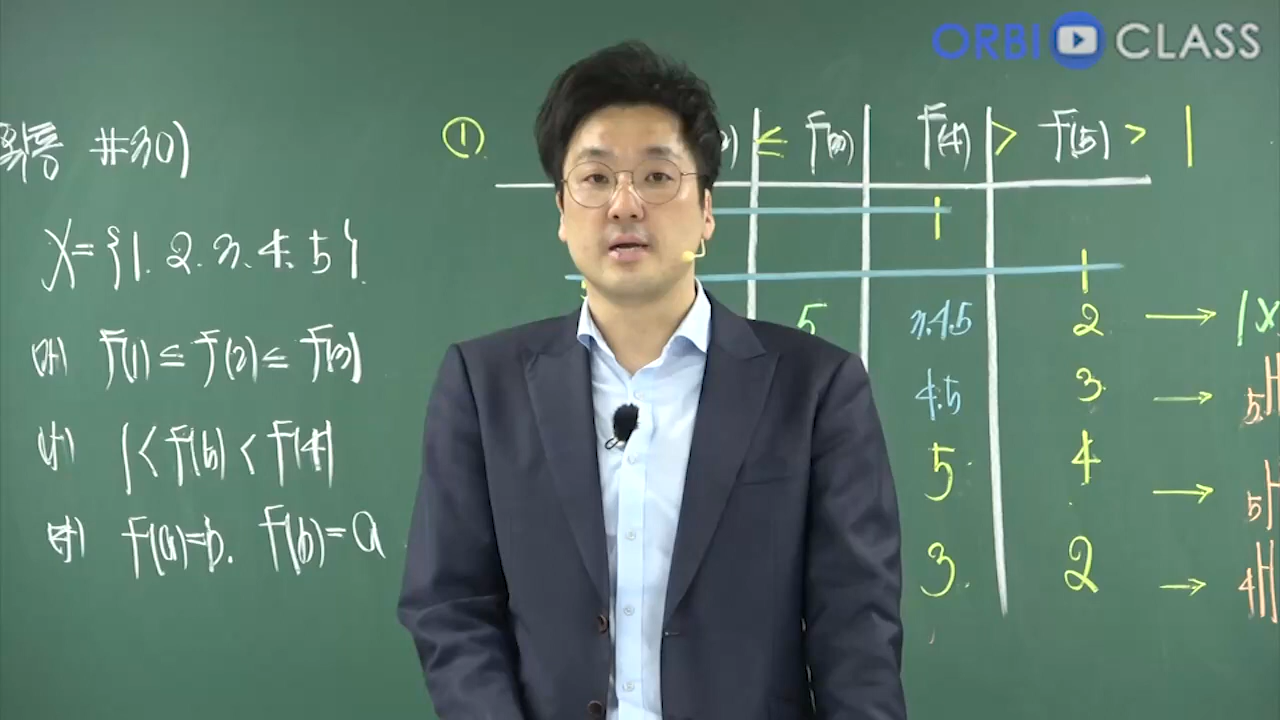 ORBI CLASS
확통 #30)
X={1. 2. 3. 4. 5}.
(가) f(1) ≤ f(2) ≤ f(3)
(나) 1 < f(5) < f(4)
(다) f(a)=b. f(b)=a
① ≤ f(3) f(4) > f(5) > 1
1
1
5 3.4.5 2 →
4.5 3 →
5 4 →
3 2 →